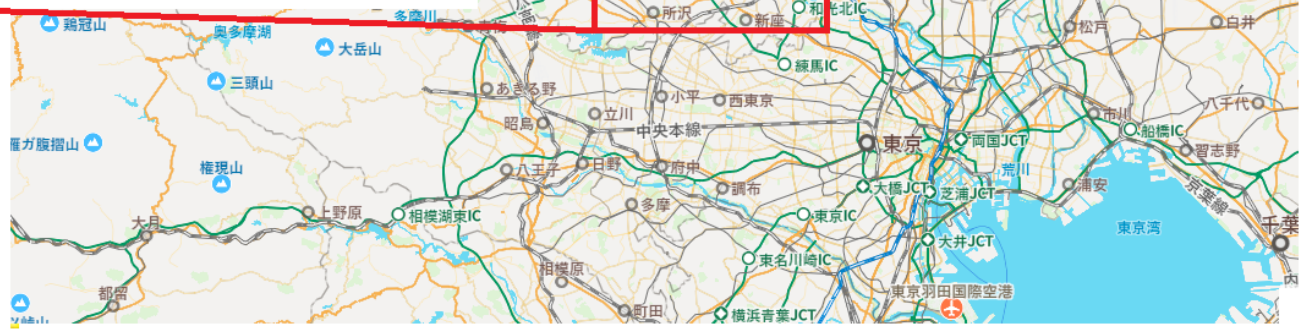 鶏冠山
多摩川
青梅
所沢
新座
和光北IC
松戸
白井
奥多摩湖
大岳山
練馬IC
三頭山
あきる野
小平
西東京
八千代
昭島
立川
中央本線
東京
両国JCT
市川
船橋IC
雁ガ腹摺山
習志野
権現山
八王子
日野
府中
調布
大橋JCT
芝浦JCT
荒川
浦安
京葉線
上野原
相模湖東IC
多摩
東京IC
東京湾
大月
大井JCT
千葉
東名川崎IC
相模原
都留
東京羽田国際空港
町田
横浜青葉JCT
内